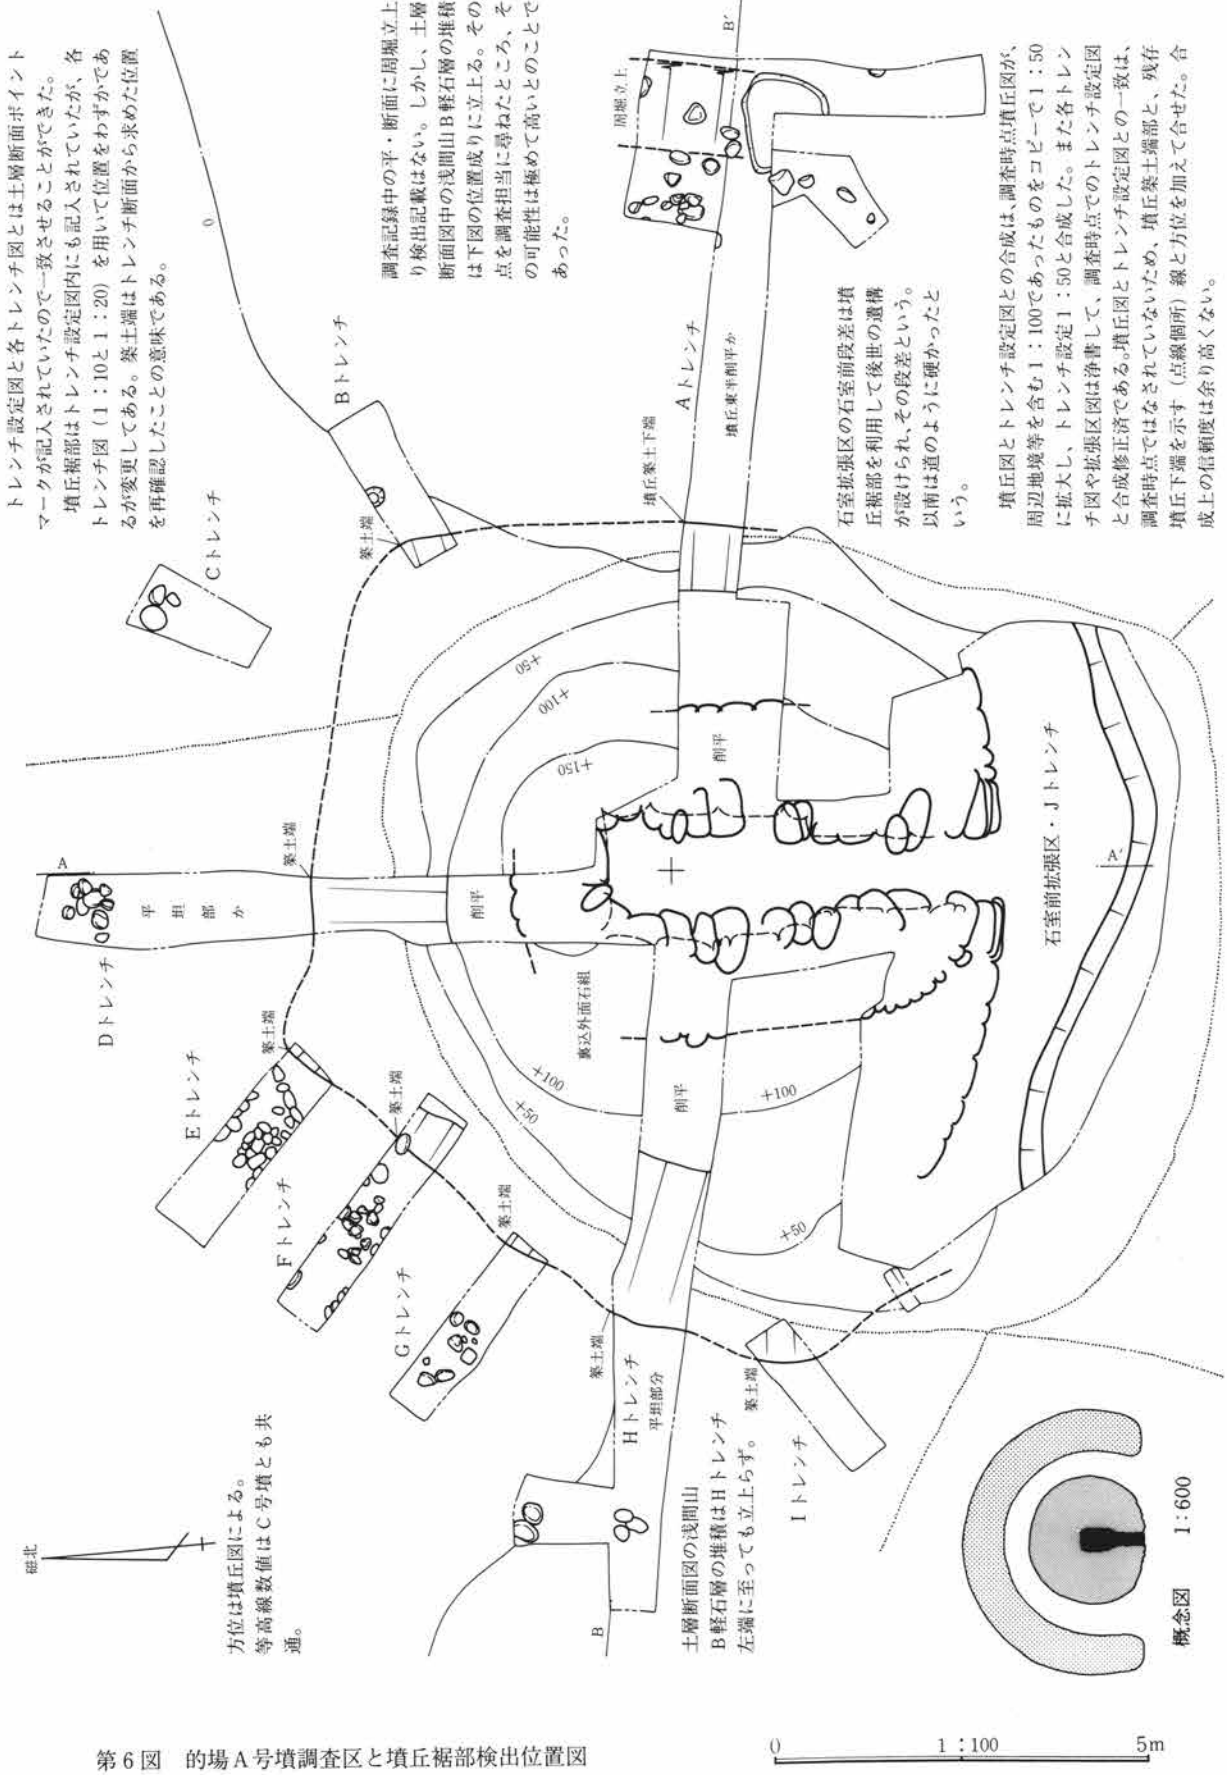 トレンチ設定図と各トレンチ図とは土層断面ポイント
マークが記入されていたので一致させることができた。
墳丘裾部はトレンチ設定図内にも記入されていたが、各
トレンチ図（1：10と1：20）を用いて位置をわずかであ
るが変更してある。築土端はトレンチ断面から求めた位置
を再確認したことの意味である。
調査記録中の平・断面に周堀立上
り検出記載はない。しかし、土層
断面図中の浅間山B軽石層の堆積
は下図の位置成りに立上る。その
点を調査担当に尋ねたところ、そ
の可能性は極めて高いとのことで
あった。
石室拡張区の石室前段差は墳
丘裾部を利用して後世の遺構
が設けられ、その段差という。
以南は道のように硬かったと
いう。
墳丘図とトレンチ設定図との合成は、調査時点墳丘図が、
周辺地境等を含む1：100であったものをコピーで1：50
に拡大し、トレンチ設定1：50と合成した。また各トレン
チ図や拡張区図は浄書して、調査時点でのトレンチ設定図
と合成修正済である。墳丘図とトレンチ設定図との一致は、
調査時点ではなされていないため、墳丘築土端部と、残存
墳丘下端を示す（点線個所）線と方位を加えて合せた。合
成上の信頼度は余り高くない。
0
Bトレンチ
Cトレンチ
築土端
B′
周堀立上
Aトレンチ
墳丘東半削平か
墳丘築土下端
+50
+100
+150
削平
A
平坦部か
築土端
削平
Dトレンチ
裏込外面石組
石室前拡張区・Jトレンチ
A′
Eトレンチ
築土端
Fトレンチ
築土端
Gトレンチ
築土端
+100
+50
削平
+100
+50
築土端
Hトレンチ
平坦部分
築土端
Iトレンチ
B
磁北
方位は墳丘図による。
等高線数値はC号墳とも共
通。
土層断面図の浅間山
B軽石層の堆積はHトレンチ
左端に至っても立上らず。
概念図　1：600
第6図　的場A号墳調査区と墳丘裾部検出位置図
0　1：100　5m